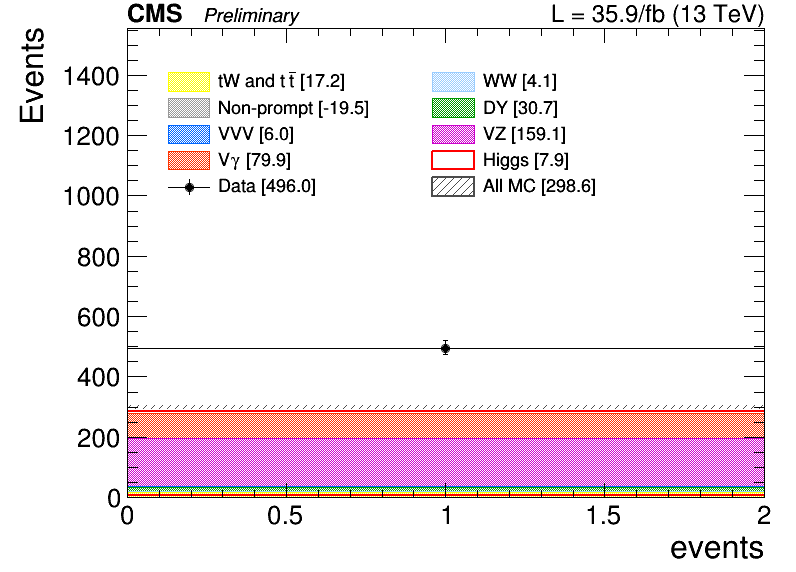 CMS Preliminary L = 35.9/fb (13 TeV)
Events
1400
1200
1000
800
600
400
200
0
tW and t t̅ [17.2] WW [4.1]
Non-prompt [-19.5] DY [30.7]
VVV [6.0] VZ [159.1]
Vγ [79.9] Higgs [7.9]
Data [496.0] All MC [298.6]
0 0.5 1 1.5 2
events